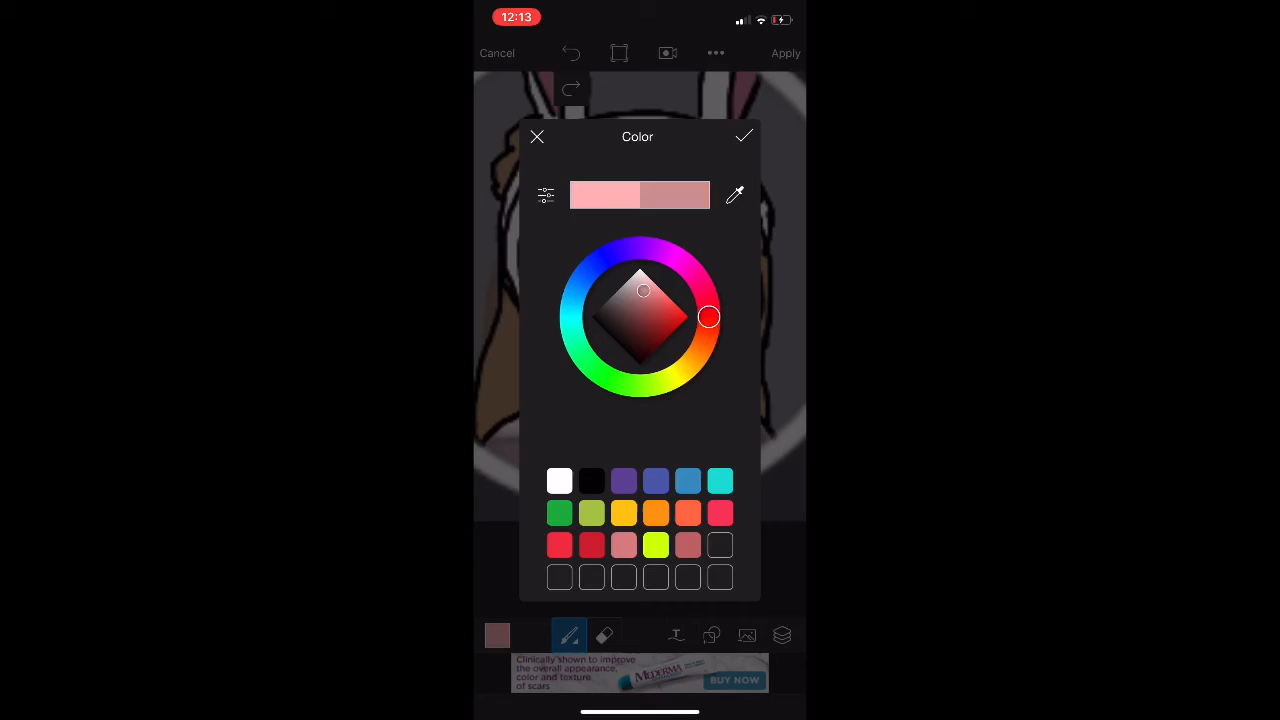 12:13
Cancel
Apply
Color
T
Clinically shown to improve
the overall appearance,
color and texture
of scars
MEDERMA
BUY NOW